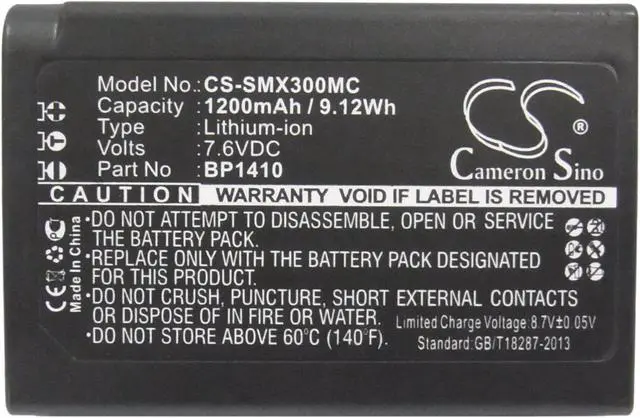 Model No.: CS-SMX300MC
Capacity : 1200mAh / 9.12Wh
Type : Lithium-ion
Volts : 7.6VDC
Part No : BP1410
CS
®
Cameron Sino
CAUTION WARRANTY VOID IF LABEL IS REMOVED.
•DO NOT ATTEMPT TO DISASSEMBLE, OPEN OR SERVICE
THE BATTERY PACK.
•REPLACE ONLY WITH THE BATTERY PACK DESIGNATED
FOR THIS EQUIPMENT.
•DO NOT CRUSH, PUNCTURE, SHORT EXTERNAL CONTACTS
OR DISPOSE OF IN FIRE OR WATER.
•DO NOT STORE ABOVE 60°C (140°F).
Limited Charge Voltage: 8.7V±0.05V
Standard:GB/T18287-2013
CE
Made In China